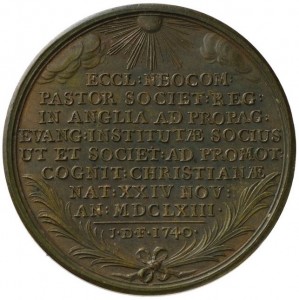 ECCL: NEOCOM:
PASTOR SOCIET: REG:
IN ANGLIA AD PROPAG:
EVANG: INSTITUTÆ SOCIUS
UT ET SOCIET: AD PROMOT:
COGNIT: CHRISTIANÆ
NAT: XXIV NOV:
AN: MDCLXIII.
J·D·F· 1740·